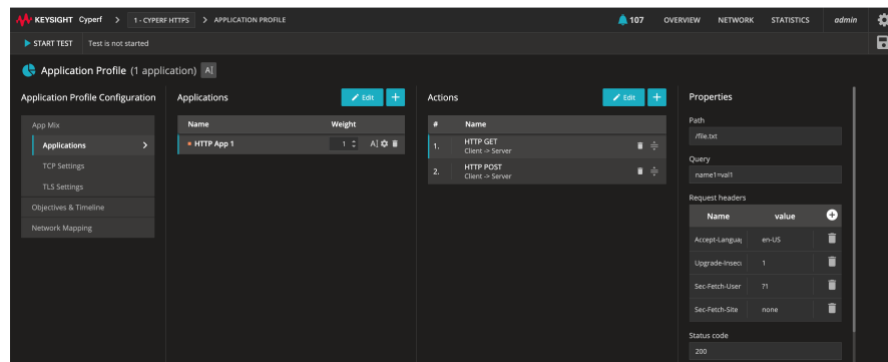 KEYSIGHT Cyperf > 1 - CYPERF HTTPS > APPLICATION PROFILE 107 OVERVIEW NETWORK STATISTICS admin
START TEST Test is not started
Application Profile (1 application) A]
Application Profile Configuration
App Mix
Applications >
TCP Settings
TLS Settings
Objectives & Timeline
Network Mapping
Applications Edit +
Name Weight
HTTP App 1 1 A]
Actions Edit +
# Name
1. HTTP GET
Client -> Server
2. HTTP POST
Client -> Server
Properties
Path
/file.txt
Query
name1=val1
Request headers
Name value
Accept-Languag en-US
Upgrade-Insec 1
Sec-Fetch-User ?1
Sec-Fetch-Site none
Status code
200